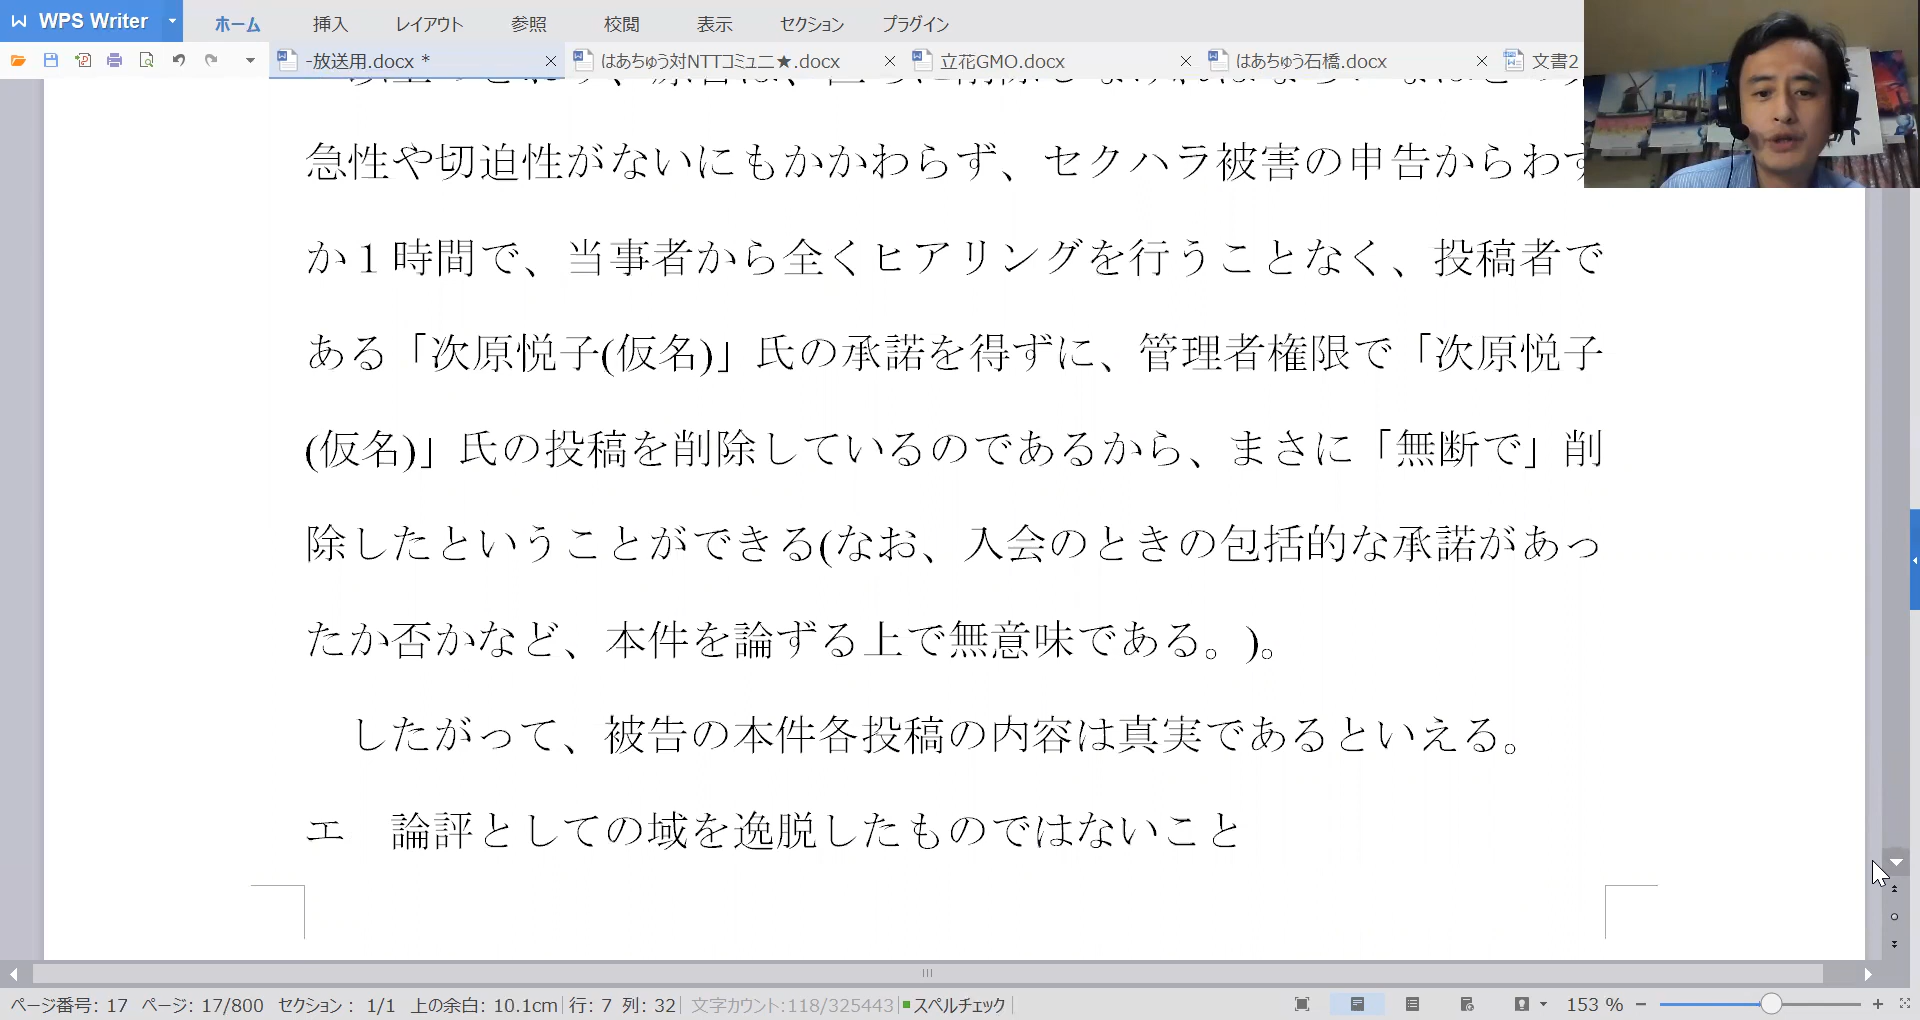 WPS Writer ホーム 挿入 レイアウト 参照 校閲 表示 セクション プラグイン
-放送用.docx * はあちゅう対NTTコミュニ★.docx 立花GMO.docx はあちゅう石橋.docx 文書2
急性や切迫性がないにもかかわらず、セクハラ被害の申告からわず
か１時間で、当事者から全くヒアリングを行うことなく、投稿者で
ある「次原悦子(仮名)」氏の承諾を得ずに、管理者権限で「次原悦子
(仮名)」氏の投稿を削除しているのであるから、まさに「無断で」削
除したということができる(なお、入会のときの包括的な承諾があっ
たか否かなど、本件を論ずる上で無意味である。)。
したがって、被告の本件各投稿の内容は真実であるといえる。
エ　論評としての域を逸脱したものではないこと
ページ番号: 17 ページ: 17/800 セクション: 1/1 上の余白: 10.1cm 行: 7 列: 32 文字カウント:118/325443 スペルチェック 153 %